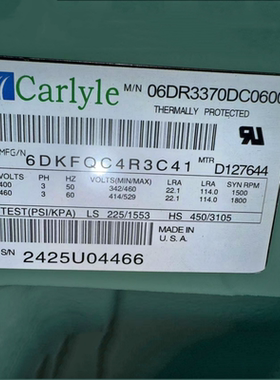 Carlyle M/N 06DR3370DC0600
THERMALLY PROTECTED
MFG/N 6DKFQC4R3C41 MTR D127644
VOLTS PH HZ VOLTS(MIN/MAX) RLA LRA SYN RPM
400 3 50 342/460 22.1 114.0 1500
460 3 60 414/529 22.1 114.0 1800
TEST(PSI/KPA) LS 225/1553 HS 450/3105
MADE IN
U.S.A.
S/N 2425U04466